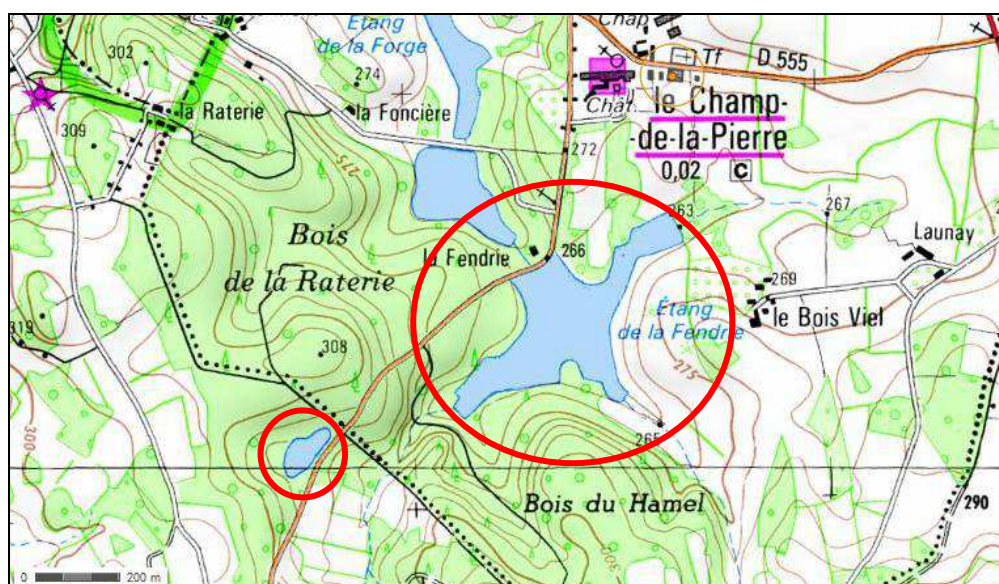 Étang
de la Forge
Chap
302
274
la Raterie
la Foncière
309
Tf
D 555
Chât.
le Champ-
-de-la-Pierre
0,02
C
272
275
263
267
Bois
de la Raterie
la Fendrie
266
Launay
269
le Bois Viel
Étang
de la Fendrie
275
319
308
300
265
Bois du Hamel
290
300
0 200 m